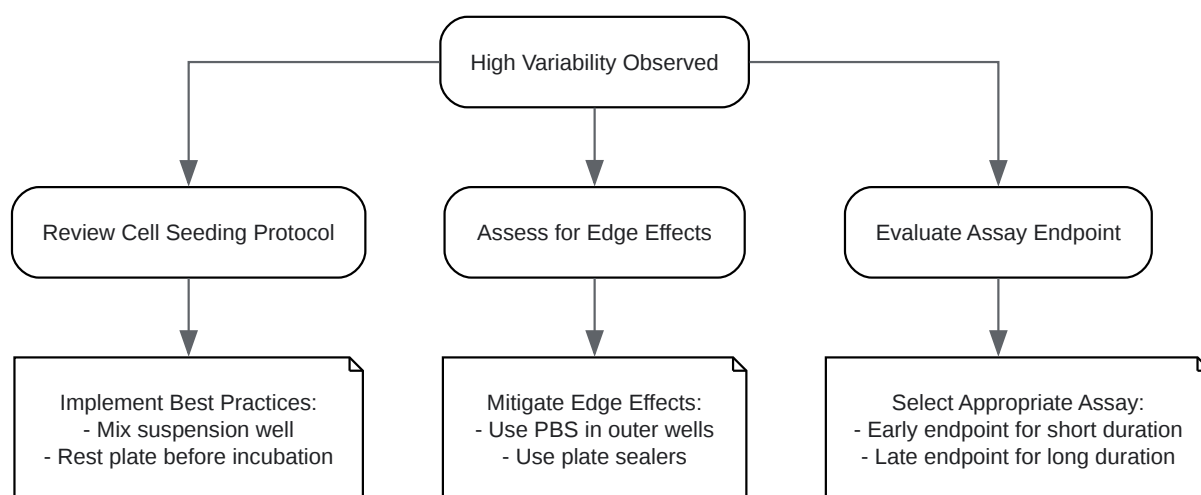 High Variability Observed
Review Cell Seeding Protocol
Assess for Edge Effects
Evaluate Assay Endpoint
Implement Best Practices:
- Mix suspension well
- Rest plate before incubation
Mitigate Edge Effects:
- Use PBS in outer wells
- Use plate sealers
Select Appropriate Assay:
- Early endpoint for short duration
- Late endpoint for long duration